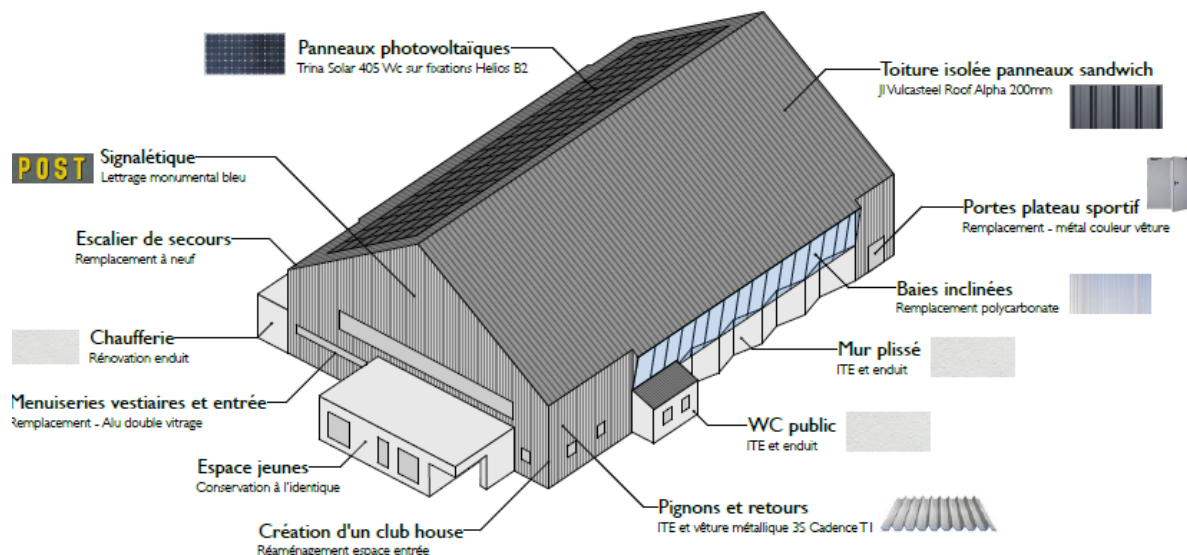 Panneaux photovoltaïques
Trina Solar 405 Wc sur fixations Helios B2
Toiture isolée panneaux sandwich
JI Vulcasteel Roof Alpha 200mm
POST
Signalétique
Lettrage monumental bleu
Portes plateau sportif
Remplacement - métal couleur vêture
Escalier de secours
Remplacement à neuf
Baies inclinées
Remplacement polycarbonate
Chaufferie
Rénovation enduit
Mur plissé
ITE et enduit
Menuiseries vestiaires et entrée
Remplacement - Alu double vitrage
WC public
ITE et enduit
Espace jeunes
Conservation à l'identique
Pignons et retours
ITE et vêture métallique 3S Cadence T1
Création d'un club house
Réaménagement espace entrée